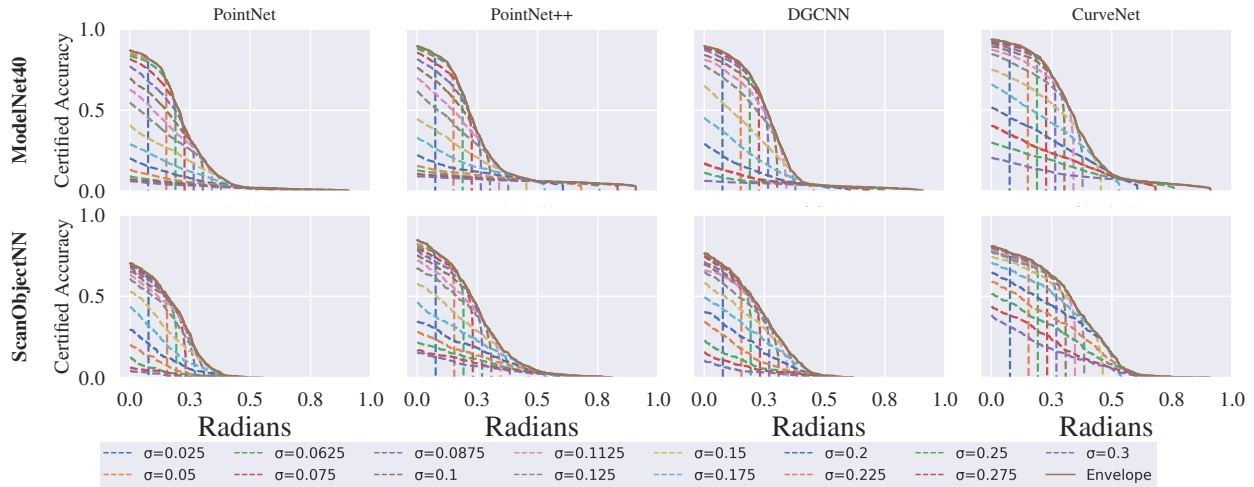 PointNet PointNet++ DGCNN CurveNet
ModelNet40
Certified Accuracy
1.0
0.5
0.0
ScanObjectNN
Certified Accuracy
1.0
0.5
0.0
0.0 0.3 0.5 0.8 1.0 0.0 0.3 0.5 0.8 1.0 0.0 0.3 0.5 0.8 1.0 0.0 0.3 0.5 0.8 1.0
Radians Radians Radians Radians
σ=0.025 σ=0.0625 σ=0.0875 σ=0.1125 σ=0.15 σ=0.2 σ=0.25 σ=0.3
σ=0.05 σ=0.075 σ=0.1 σ=0.125 σ=0.175 σ=0.225 σ=0.275 Envelope